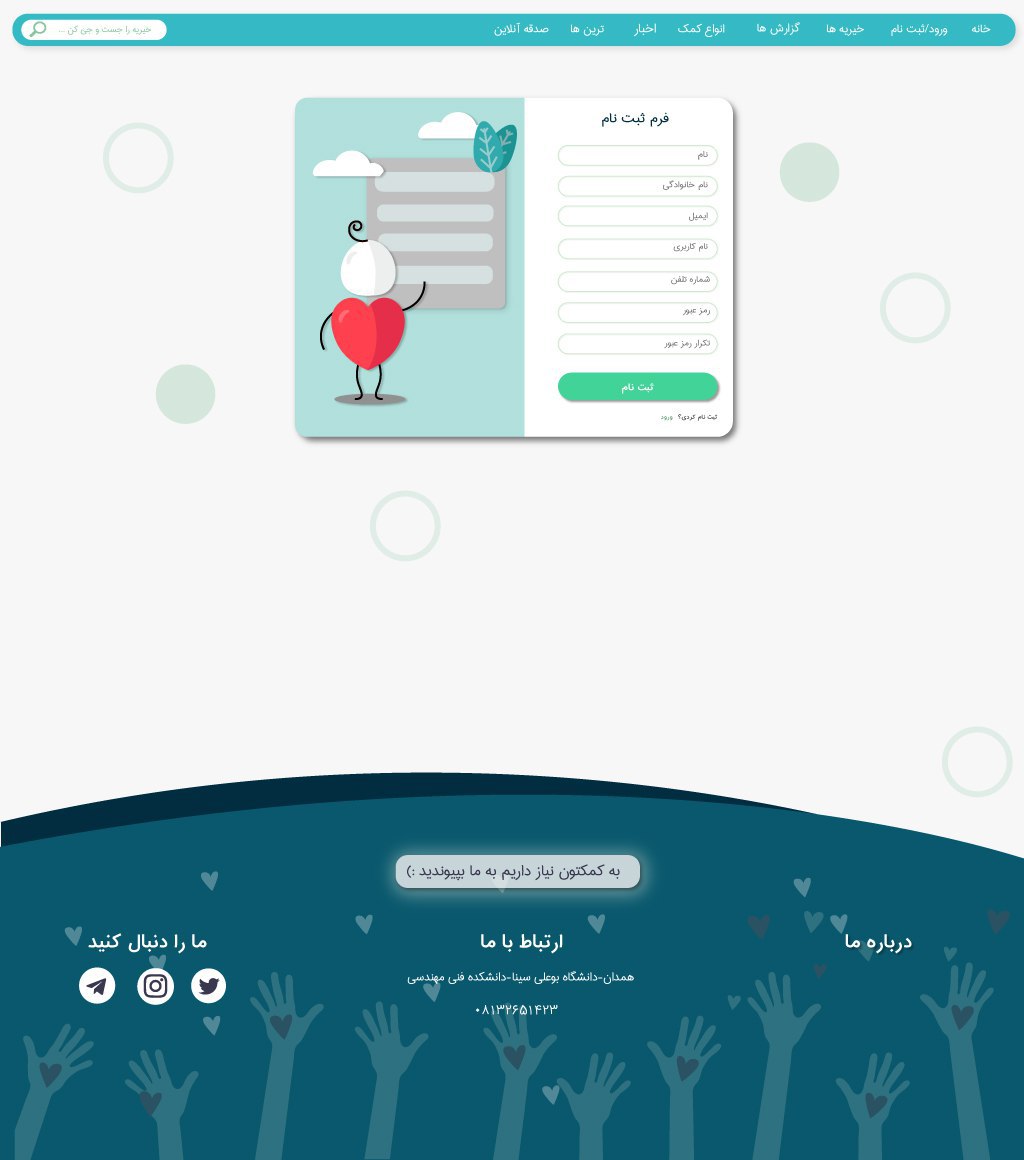 خانه
ورود/ثبت نام
خیریه ها
گزارش ها
انواع کمک
اخبار
ترین ها
صدقه آنلاین
خیریه را جست و جی کن ...
فرم ثبت نام
نام
نام خانوادگی
ایمیل
نام کاربری
شماره تلفن
رمز عبور
تکرار رمز عبور
ثبت نام
ثبت نام کردی؟ ورود
به کمکتون نیاز داریم به ما بپیوندید :)
درباره ما
ارتباط با ما
همدان-دانشگاه بوعلی سینا-دانشکده فنی مهندسی
۰۸۱۳۲۶۵۱۴۲۳
ما را دنبال کنید